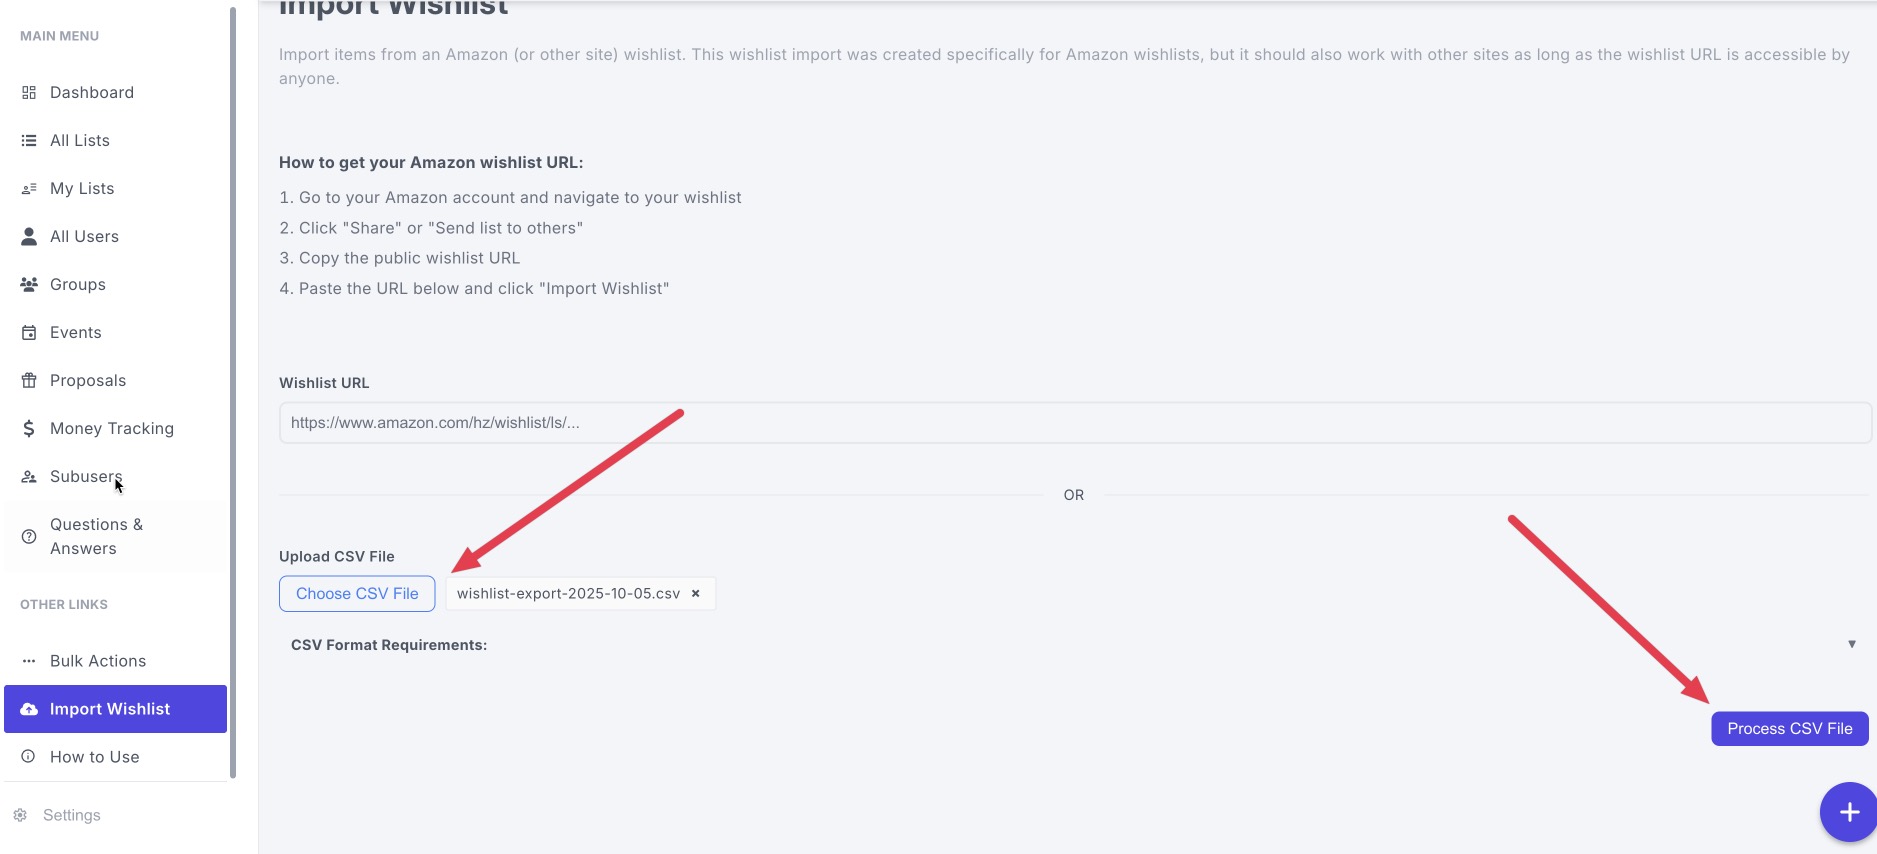 MAIN MENU
Dashboard
All Lists
My Lists
All Users
Groups
Events
Proposals
Money Tracking
Subusers
Questions &
Answers
OTHER LINKS
Bulk Actions
Import Wishlist
How to Use
Settings
Import Wishlist
Import items from an Amazon (or other site) wishlist. This wishlist import was created specifically for Amazon wishlists, but it should also work with other sites as long as the wishlist URL is accessible by
anyone.
How to get your Amazon wishlist URL:
1. Go to your Amazon account and navigate to your wishlist
2. Click "Share" or "Send list to others"
3. Copy the public wishlist URL
4. Paste the URL below and click "Import Wishlist"
Wishlist URL
https://www.amazon.com/hz/wishlist/ls/...
OR
Upload CSV File
Choose CSV File wishlist-export-2025-10-05.csv ×
CSV Format Requirements: ▼
Process CSV File
+